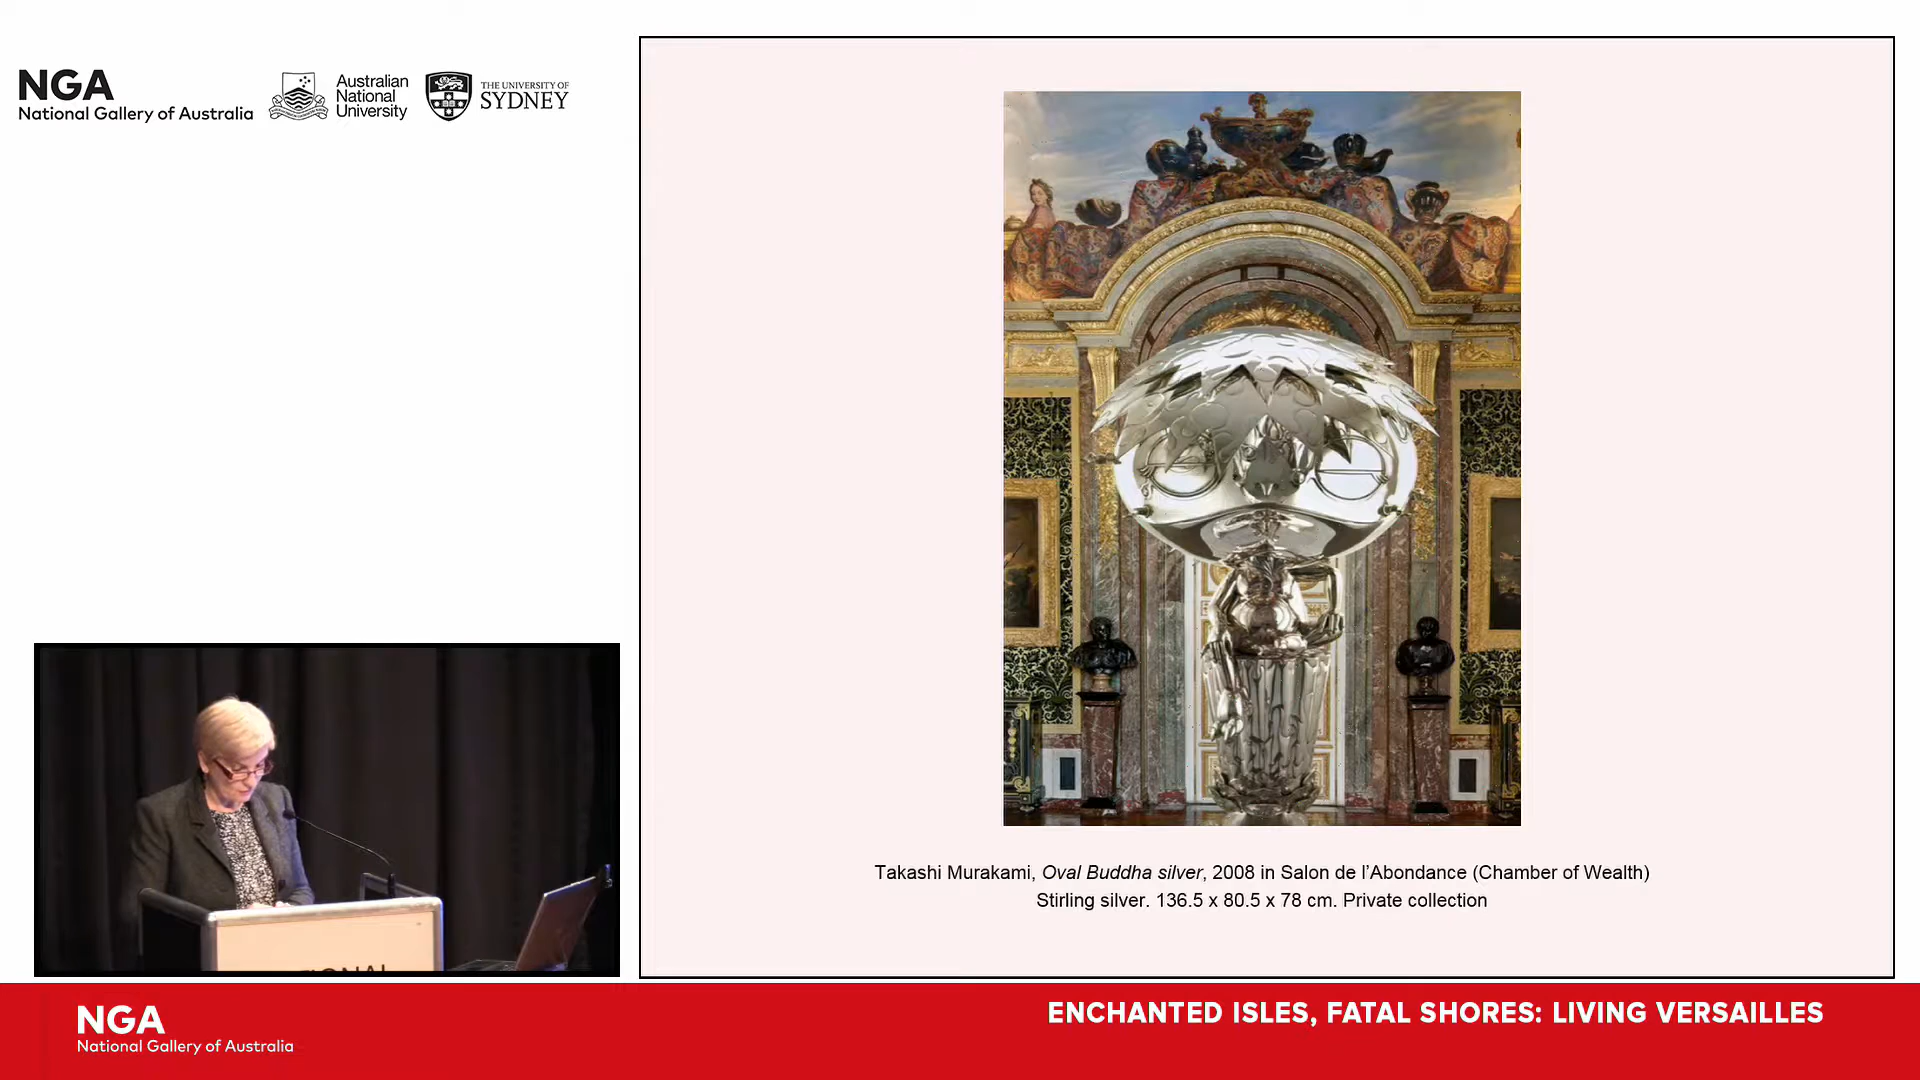 NGA
National Gallery of Australia
Australian
National
University
THE UNIVERSITY OF
SYDNEY
Takashi Murakami, Oval Buddha silver, 2008 in Salon de l’Abondance (Chamber of Wealth)
Stirling silver. 136.5 x 80.5 x 78 cm. Private collection
NGA
National Gallery of Australia
ENCHANTED ISLES, FATAL SHORES: LIVING VERSAILLES